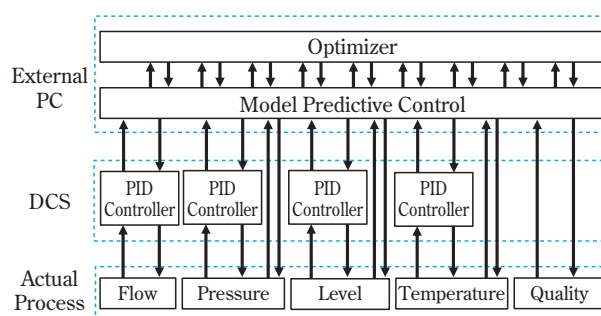 Optimizer
External
PC
Model Predictive Control
DCS
PID
Controller
PID
Controller
PID
Controller
PID
Controller
Actual
Process
Flow
Pressure
Level
Temperature
Quality